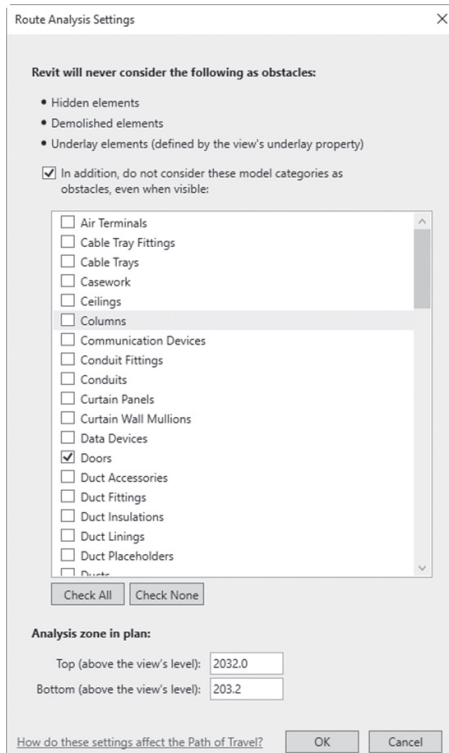 Route Analysis Settings
Revit will never consider the following as obstacles:
• Hidden elements
• Demolished elements
• Underlay elements (defined by the view's underlay property)
In addition, do not consider these model categories as
obstacles, even when visible:
Air Terminals
Cable Tray Fittings
Cable Trays
Casework
Ceilings
Columns
Communication Devices
Conduit Fittings
Conduits
Curtain Panels
Curtain Wall Mullions
Data Devices
Doors
Duct Accessories
Duct Fittings
Duct Insulations
Duct Linings
Duct Placeholders
Ducts
Check All Check None
Analysis zone in plan:
Top (above the view's level): 2032.0
Bottom (above the view's level): 203.2
How do these settings affect the Path of Travel? OK Cancel